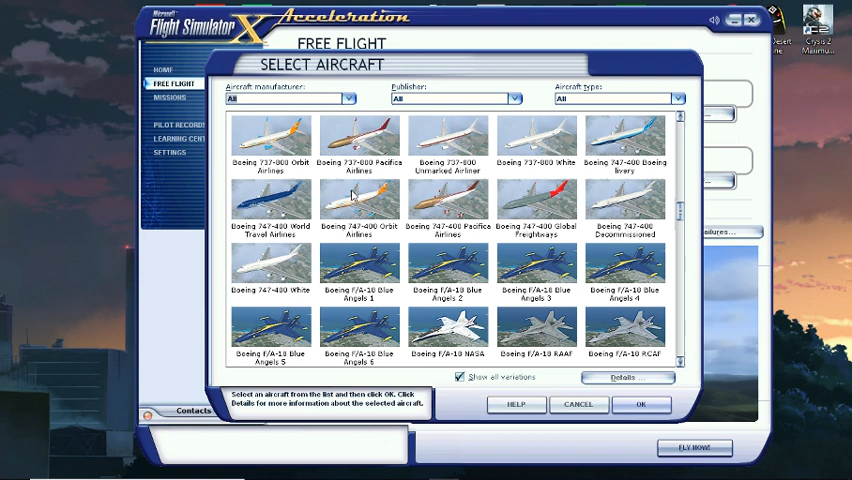 Microsoft
Flight Simulator X
Acceleration
Desert
Crysis 2
Maximu...
FREE FLIGHT
HOME
FREE FLIGHT
MISSIONS
PILOT RECORDS
LEARNING CENT
SETTINGS
SELECT AIRCRAFT
Aircraft manufacturer:
Publisher:
Aircraft type:
All
All
All
Boeing 737-800 Orbit
Airlines
Boeing 737-800 Pacifica
Airlines
Boeing 737-800
Unmarked Airliner
Boeing 737-800 White
Boeing 747-400 Boeing
livery
Boeing 747-400 World
Travel Airlines
Boeing 747-400 Orbit
Airlines
Boeing 747-400 Pacifica
Airlines
Boeing 747-400 Global
Freightways
Boeing 747-400
Decommissioned
Boeing 747-400 White
Boeing F/A-18 Blue
Angels 1
Boeing F/A-18 Blue
Angels 2
Boeing F/A-18 Blue
Angels 3
Boeing F/A-18 Blue
Angels 4
Boeing F/A-18 Blue
Angels 5
Boeing F/A-18 Blue
Angels 6
Boeing F/A-18 NASA
Boeing F/A-18 RAAF
Boeing F/A-18 RCAF
Show all variations
Details ...
Select an aircraft from the list and then click OK. Click
Details for more information about the selected aircraft.
HELP
CANCEL
OK
Contacts
FLY NOW!